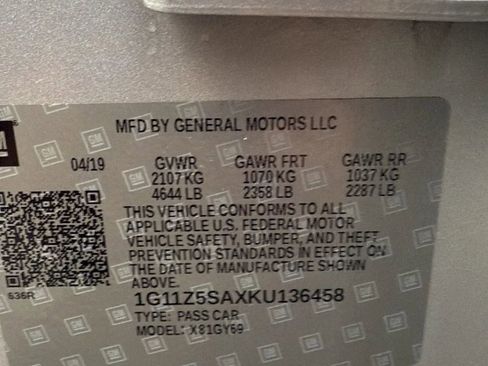 GM
MFD BY GENERAL MOTORS LLC
04/19 GVWR GAWR FRT GAWR RR
2107 KG 1070 KG 1037 KG
4644 LB 2358 LB 2287 LB
THIS VEHICLE CONFORMS TO ALL
APPLICABLE U.S. FEDERAL MOTOR
VEHICLE SAFETY, BUMPER, AND THEFT
PREVENTION STANDARDS IN EFFECT ON
THE DATE OF MANUFACTURE SHOWN
ABOVE.
636R
1G11Z5SAXKU136458
TYPE: PASS CAR
MODEL: X81GY69